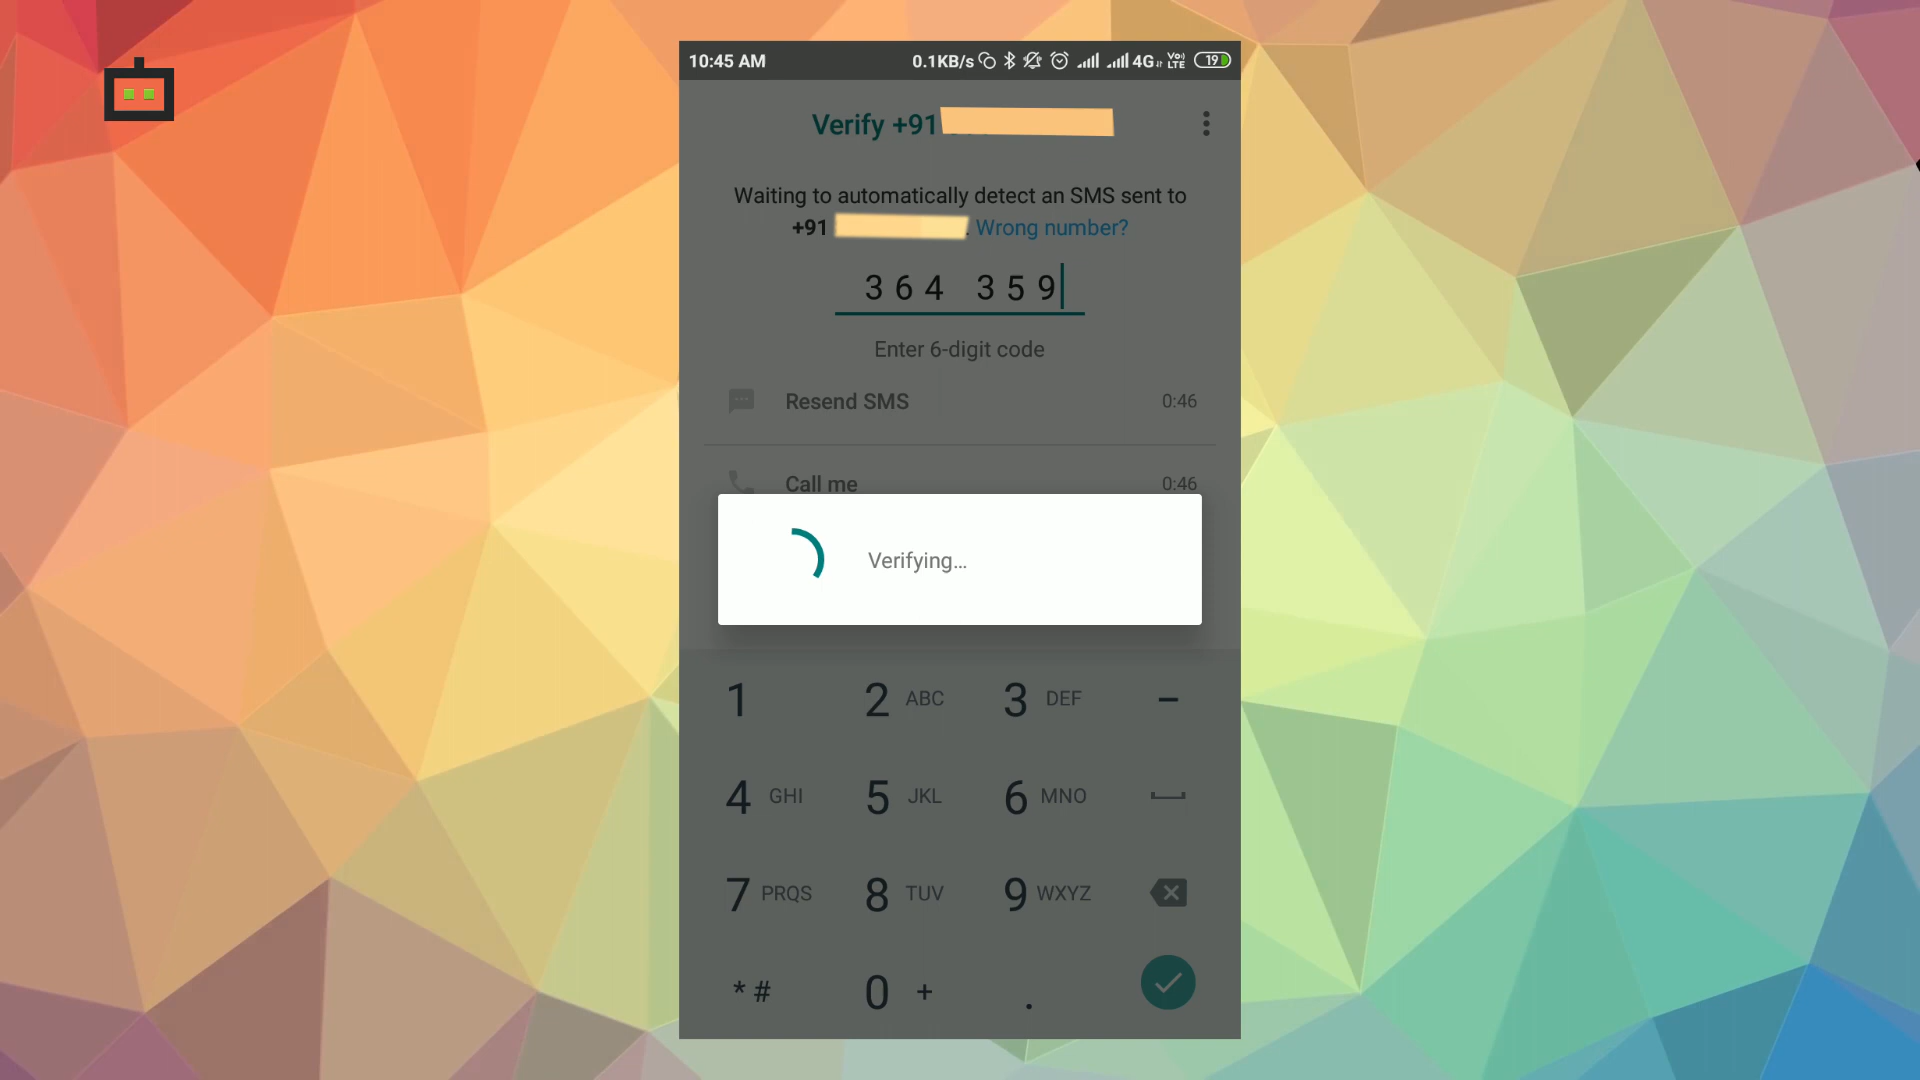 10:45 AM 0.1KB/s 4G Vo) LTE 19
Verify +91
Waiting to automatically detect an SMS sent to
+91 . Wrong number?
364 359
Enter 6-digit code
Resend SMS 0:46
Call me 0:46
Verifying...
1 2 ABC 3 DEF -
4 GHI 5 JKL 6 MNO
7 PRQS 8 TUV 9 WXYZ
* # 0 + .